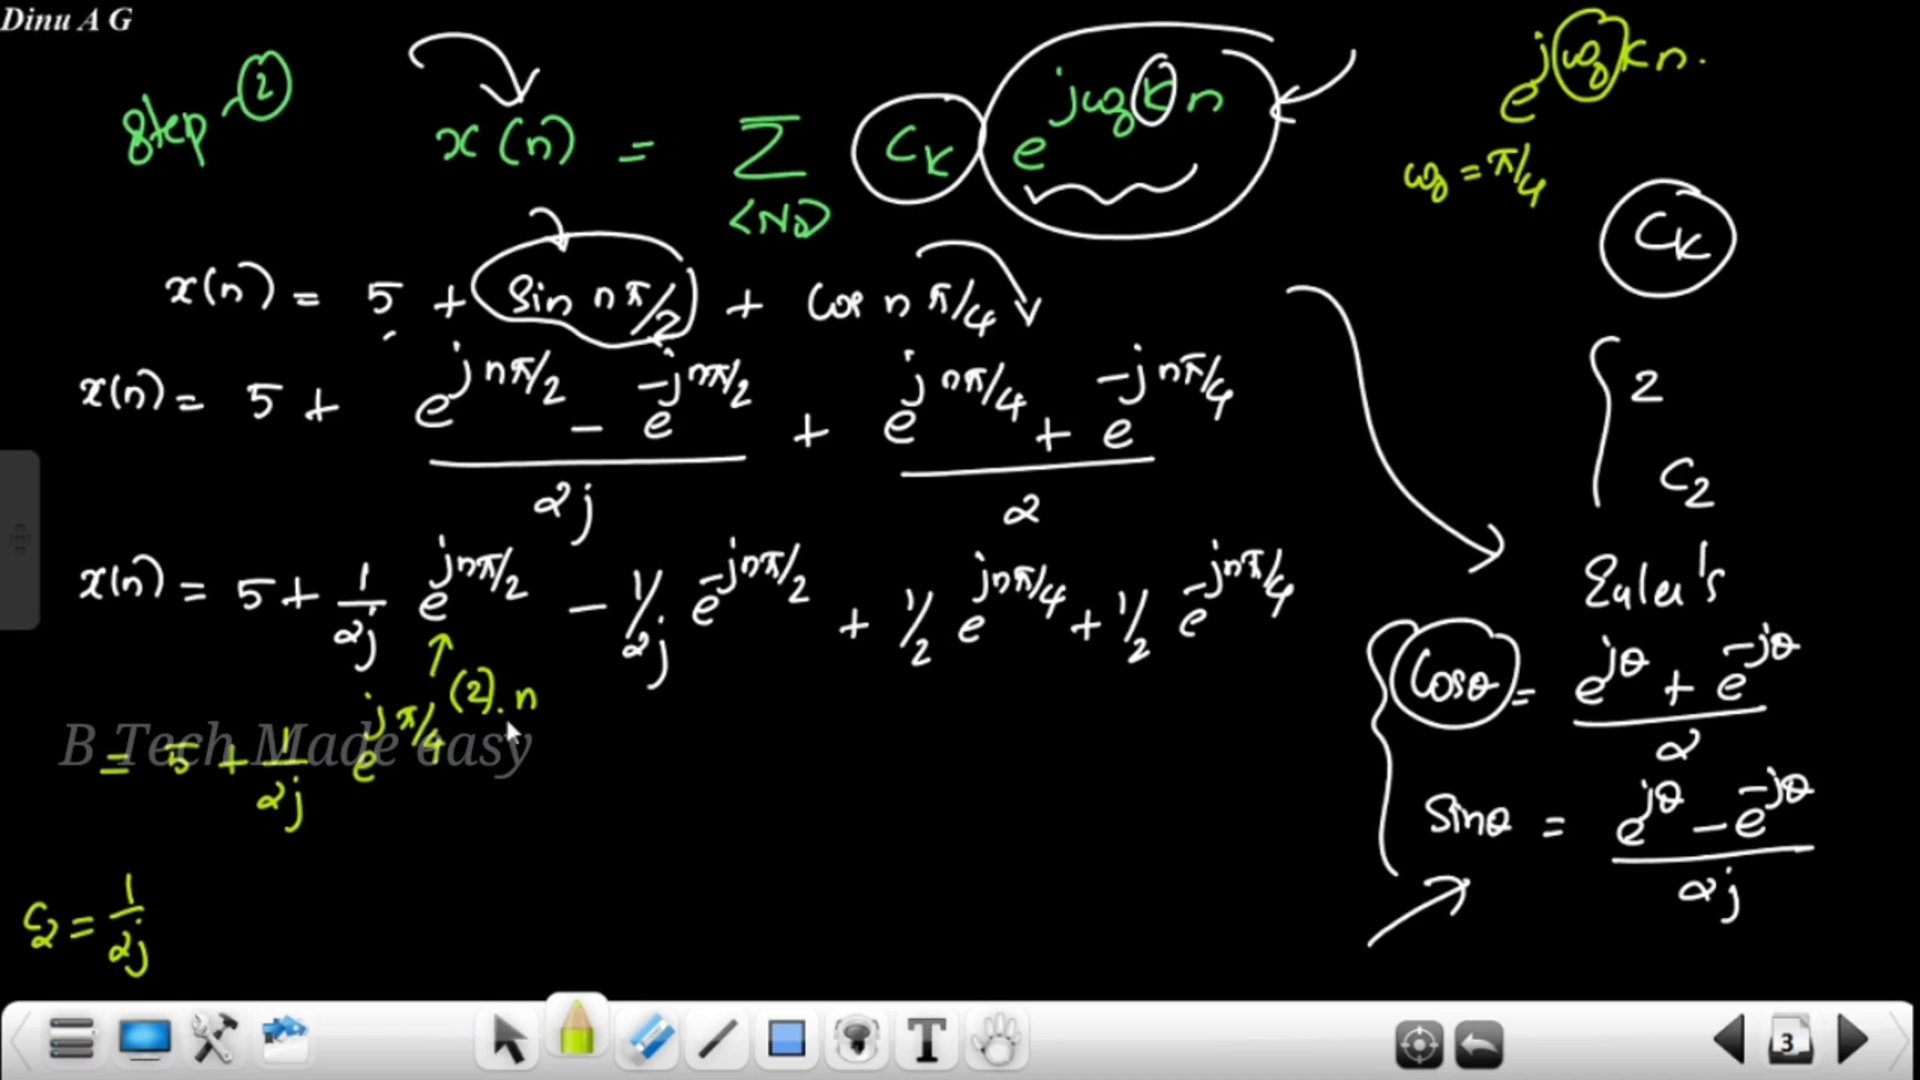 Dinu A G
Step - 2
x(n) = Σ C_K e^{jω₀kn}
<N₀>
e^{jω₀kn}.
ω₀ = π/4
C_K
x(n) = 5 + Sin nπ/2 + Cos nπ/4
x(n) = 5 + (e^{jnπ/2} - e^{-jnπ/2})/2j + (e^{jnπ/4} + e^{-jnπ/4})/2
2
C₂
x(n) = 5 + 1/2j e^{jnπ/2} - 1/2j e^{-jnπ/2} + 1/2 e^{jnπ/4} + 1/2 e^{-jnπ/4}
Euler's
Cosθ = (e^{jθ} + e^{-jθ})/2
= 5 + 1/2j e^{jπ/4 (2).n}
B Tech Made easy
Sinθ = (e^{jθ} - e^{-jθ})/2j
C₂ = 1/2j
T
3